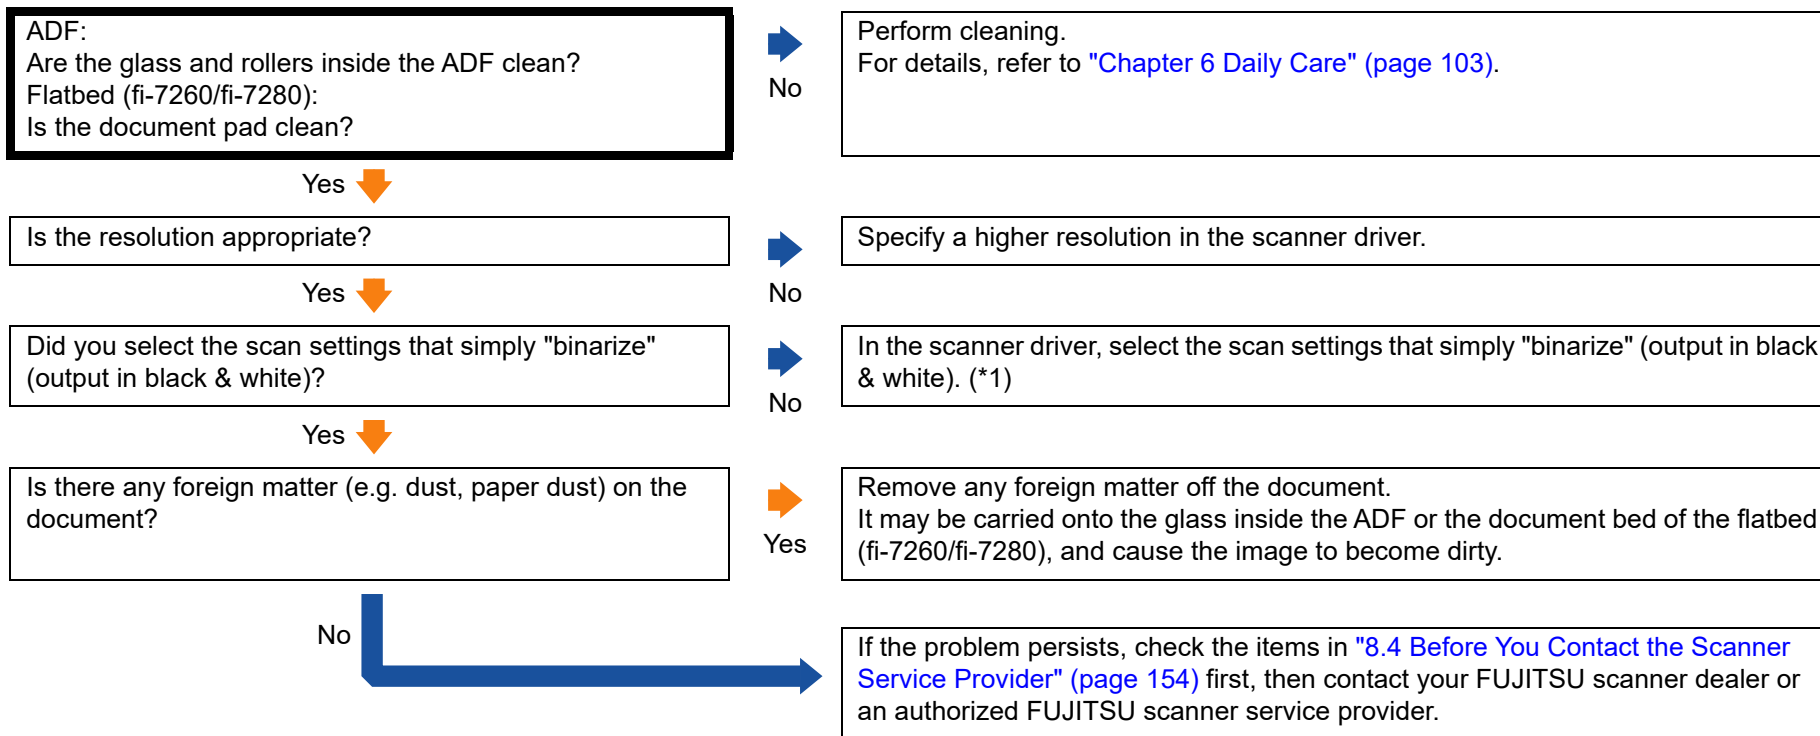 ADF:
Are the glass and rollers inside the ADF clean?
Flatbed (fi-7260/fi-7280):
Is the document pad clean?
No
Perform cleaning.
For details, refer to "Chapter 6 Daily Care" (page 103).
Yes
Is the resolution appropriate?
No
Specify a higher resolution in the scanner driver.
Yes
Did you select the scan settings that simply "binarize"
(output in black & white)?
No
In the scanner driver, select the scan settings that simply "binarize" (output in black
& white). (*1)
Yes
Is there any foreign matter (e.g. dust, paper dust) on the
document?
Yes
Remove any foreign matter off the document.
It may be carried onto the glass inside the ADF or the document bed of the flatbed
(fi-7260/fi-7280), and cause the image to become dirty.
No
If the problem persists, check the items in "8.4 Before You Contact the Scanner
Service Provider" (page 154) first, then contact your FUJITSU scanner dealer or
an authorized FUJITSU scanner service provider.